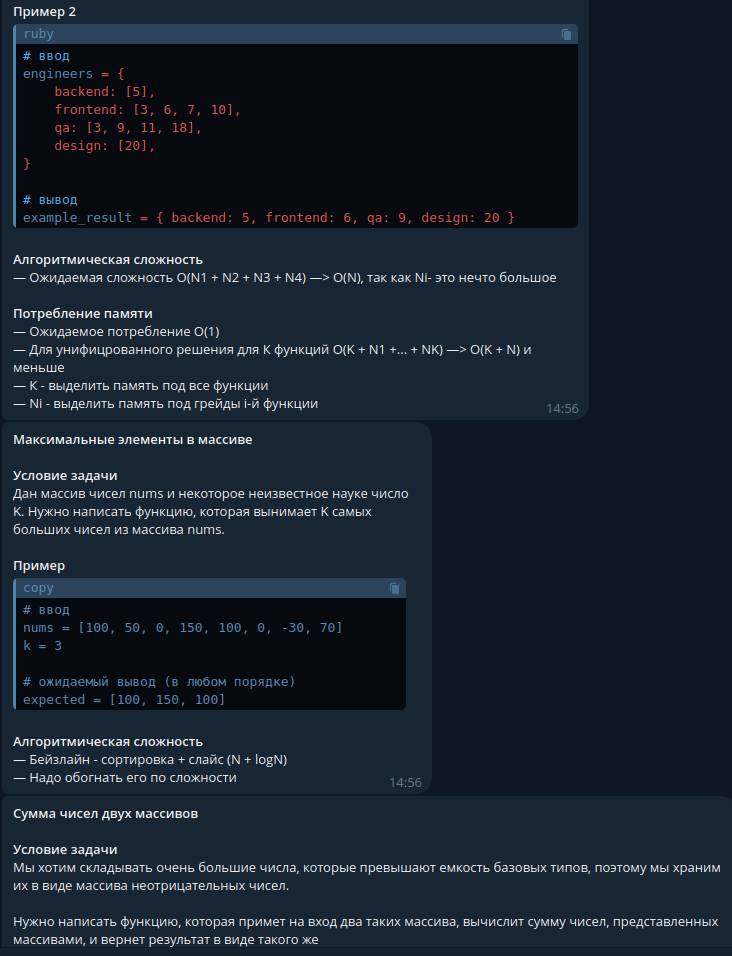 Пример 2
ruby
# ввод
engineers = {
    backend: [5],
    frontend: [3, 6, 7, 10],
    qa: [3, 9, 11, 18],
    design: [20],
}
# вывод
example_result = { backend: 5, frontend: 6, qa: 9, design: 20 }
Алгоритмическая сложность
— Ожидаемая сложность O(N1 + N2 + N3 + N4) —> O(N), так как Ni- это нечто большое
Потребление памяти
— Ожидаемое потребление O(1)
— Для унифицрованного решения для К функций O(K + N1 +... + NK) —> O(K + N) и
меньше
— К - выделить память под все функции
— Ni - выделить память под грейды i-й функции
14:56
Максимальные элементы в массиве
Условие задачи
Дан массив чисел nums и некоторое неизвестное науке число
K. Нужно написать функцию, которая вынимает K самых
больших чисел из массива nums.
Пример
copy
# ввод
nums = [100, 50, 0, 150, 100, 0, -30, 70]
k = 3
# ожидаемый вывод (в любом порядке)
expected = [100, 150, 100]
Алгоритмическая сложность
— Бейзлайн - сортировка + слайс (N + logN)
— Надо обогнать его по сложности
14:56
Сумма чисел двух массивов
Условие задачи
Мы хотим складывать очень большие числа, которые превышают емкость базовых типов, поэтому мы храним
их в виде массива неотрицательных чисел.
Нужно написать функцию, которая примет на вход два таких массива, вычислит сумму чисел, представленных
массивами, и вернет результат в виде такого же